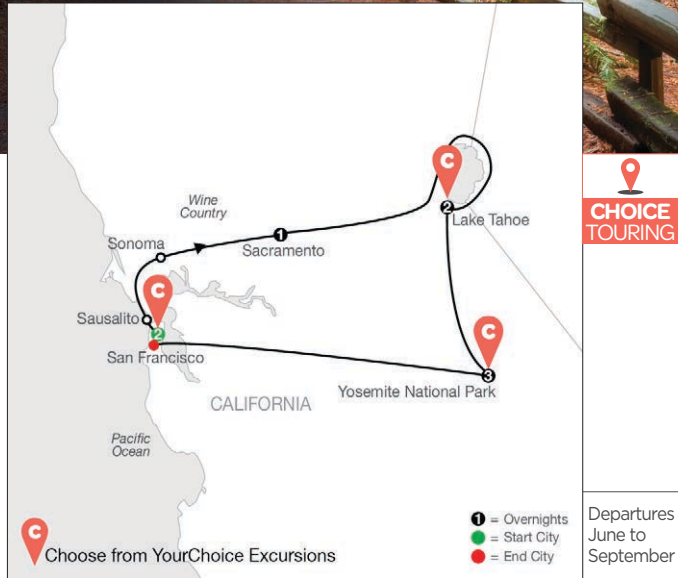 C
2
Lake Tahoe
Wine
Country
Sonoma
1
Sacramento
C
Sausalito
2
San Francisco
C
3
Yosemite National Park
CALIFORNIA
Pacific
Ocean
C
Choose from YourChoice Excursions
1 = Overnights
= Start City
= End City
CHOICE
TOURING
Departures
June to
September